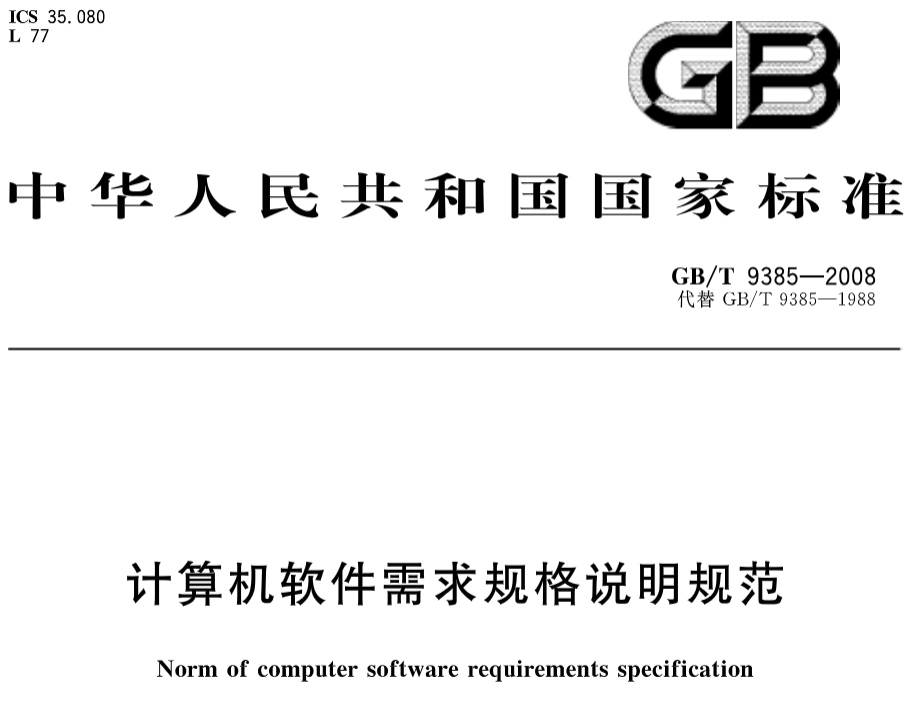 ICS 35.080
L 77
GB
中华人民共和国国家标准
GB/T 9385—2008
代替 GB/T 9385—1988
计算机软件需求规格说明规范
Norm of computer software requirements specification